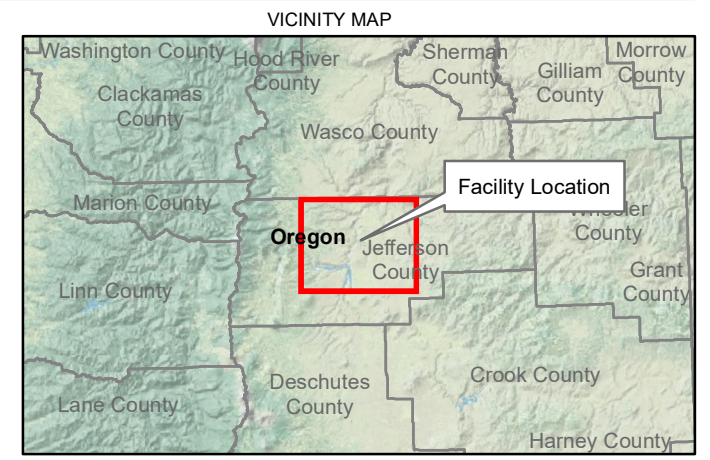 VICINITY MAP
Washington County
Hood River
County
Sherman
County
Gilliam
County
Morrow
County
Clackamas
County
Wasco County
Marion County
Facility Location
Wheeler
County
Oregon
Jefferson
County
Linn County
Grant
County
Deschutes
County
Crook County
Lane County
Harney County